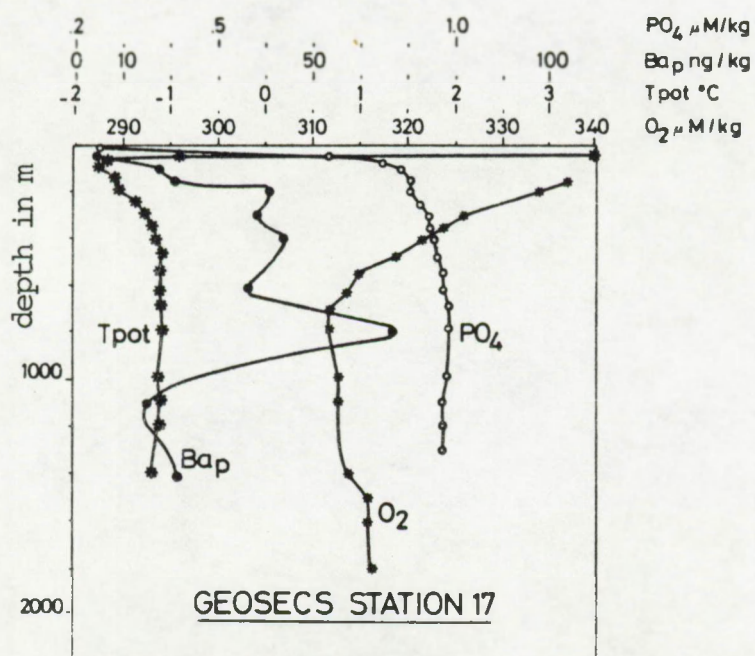 .2 .5 1.0 PO₄ μM/kg
0 10 50 100 Baₚ ng/kg
-2 -1 0 1 2 3 Tpot °C
290 300 310 320 330 340 O₂ μM/kg
depth in m
Tpot
PO₄
1000
Baₚ
O₂
GEOSECS STATION 17
2000